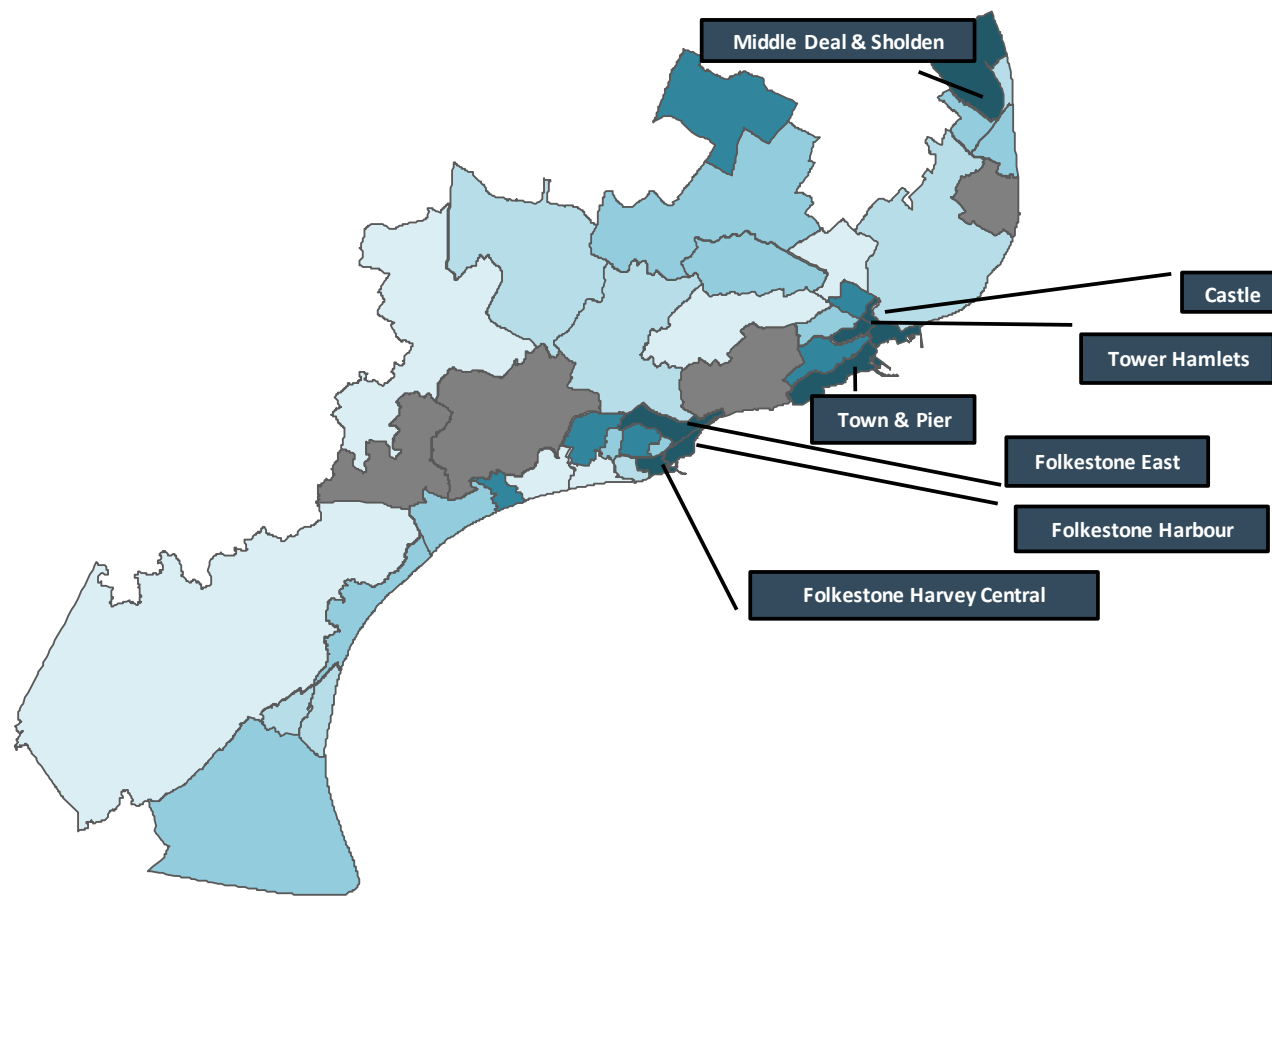 Middle Deal & Sholden
Castle
Tower Hamlets
Town & Pier
Folkestone East
Folkestone Harbour
Folkestone Harvey Central